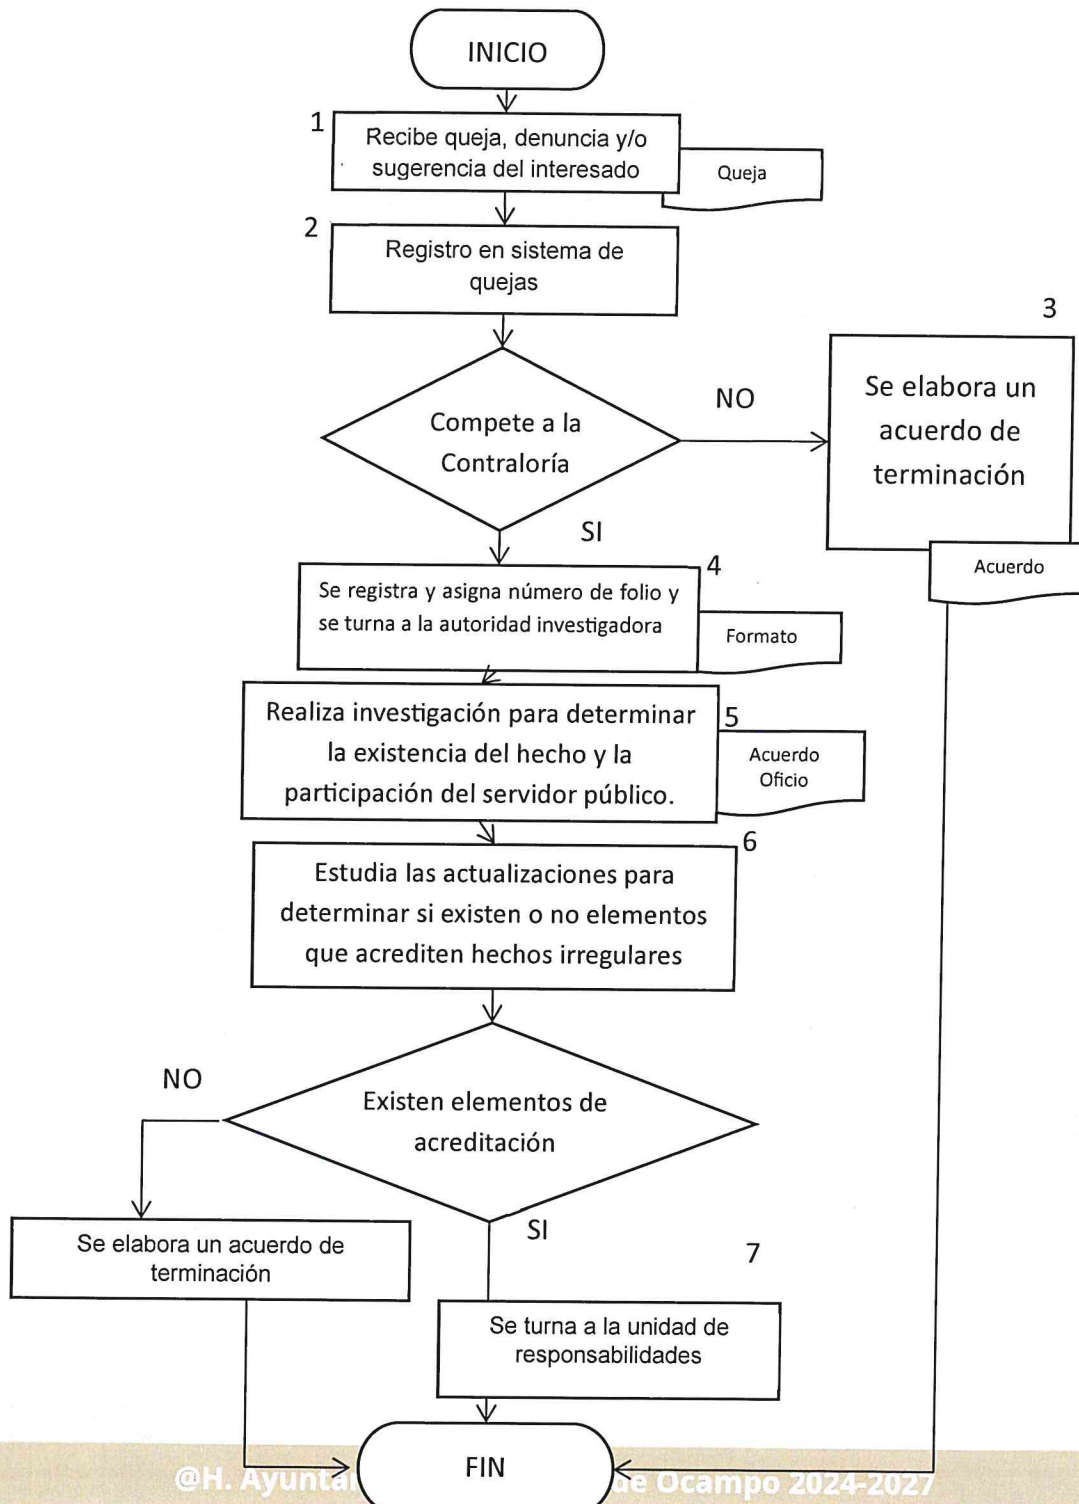 INICIO
1
Recibe queja, denuncia y/o
sugerencia del interesado
Queja
2
Registro en sistema de
quejas
3
Compete a la
Contraloría
NO
Se elabora un
acuerdo de
terminación
Acuerdo
SI
4
Se registra y asigna número de folio y
se turna a la autoridad investigadora
Formato
5
Realiza investigación para determinar
la existencia del hecho y la
participación del servidor público.
Acuerdo
Oficio
6
Estudia las actualizaciones para
determinar si existen o no elementos
que acrediten hechos irregulares
NO
Existen elementos de
acreditación
SI
Se elabora un acuerdo de
terminación
7
Se turna a la unidad de
responsabilidades
FIN
@H. de Ocampo 2024-2027